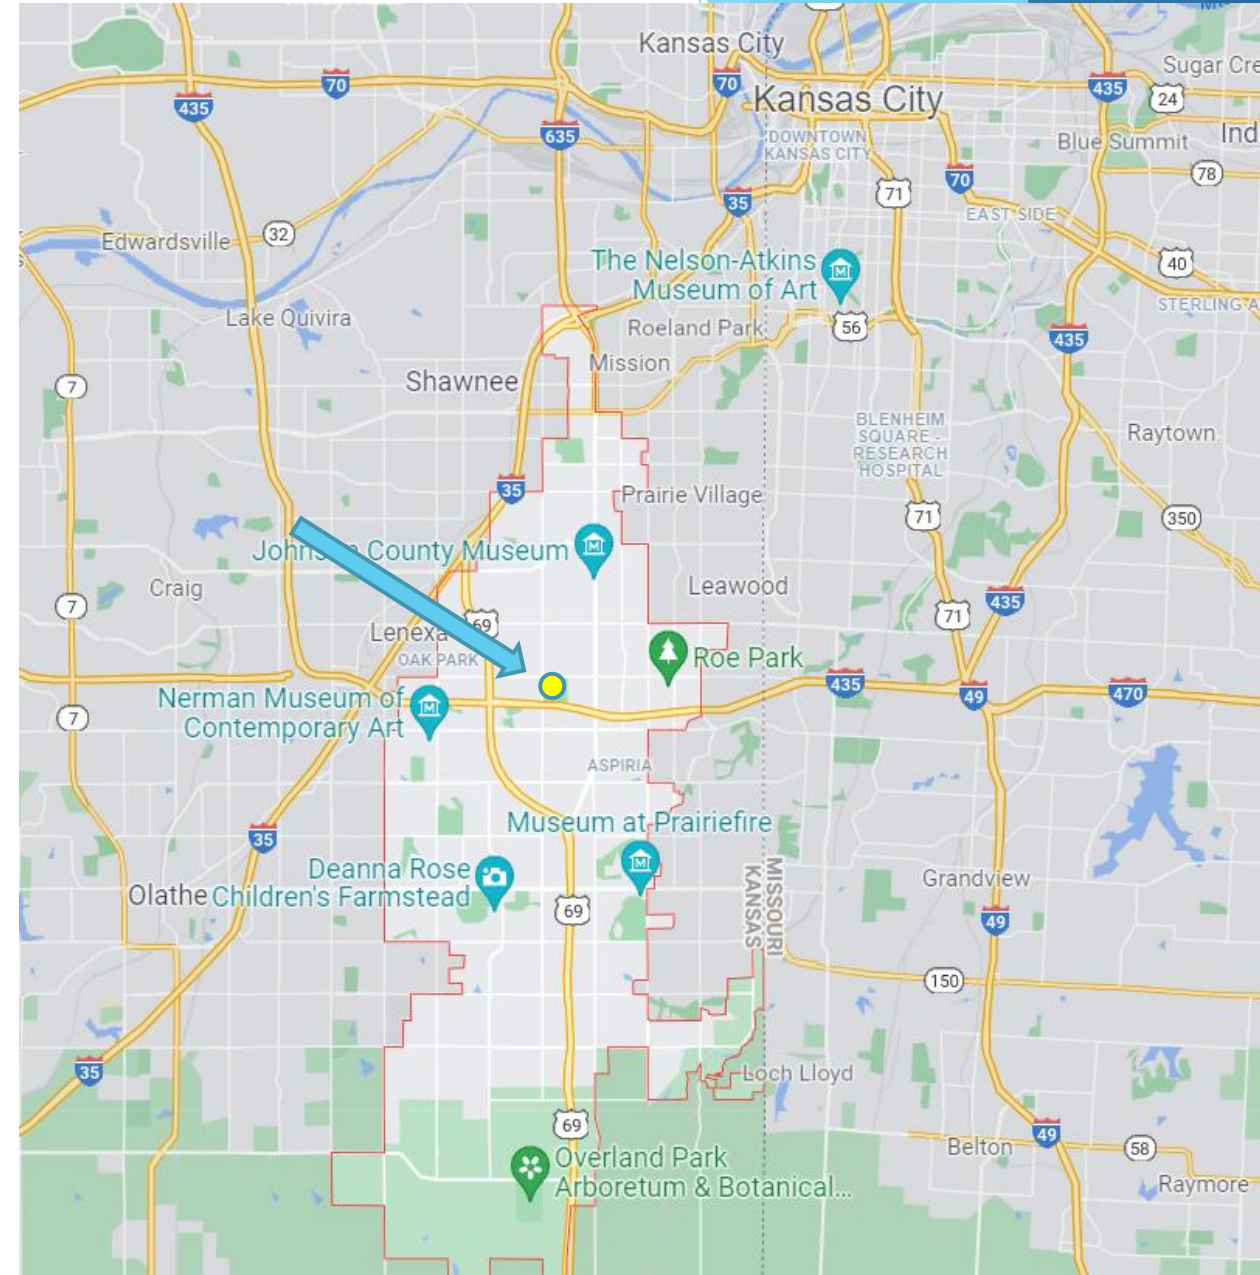 Kansas City
Sugar Cre
70
70
435
24
435
Kansas City
635
DOWNTOWN
KANSAS CITY
Blue Summit
Ind
78
70
71
35
EAST SIDE
32
Edwardsville
40
The Nelson-Atkins
Museum of Art
STERLING A
Lake Quivira
Roeland Park
56
435
Mission
Shawnee
7
BLENHEIM
SQUARE -
RESEARCH
HOSPITAL
Raytown
35
Prairie Village
71
350
County Museum
Craig
Leawood
435
7
71
69
Lenexa
OAK PARK
Roe Park
435
49
470
Nerman Museum of
Contemporary Art
7
ASPIRIA
Museum at Prairiefire
35
Deanna Rose
Children's Farmstead
MISSOURI
KANSAS
Grandview
Olathe
69
49
150
35
Loch Lloyd
69
49
Belton
58
Overland Park
Arboretum & Botanical...
Raymore